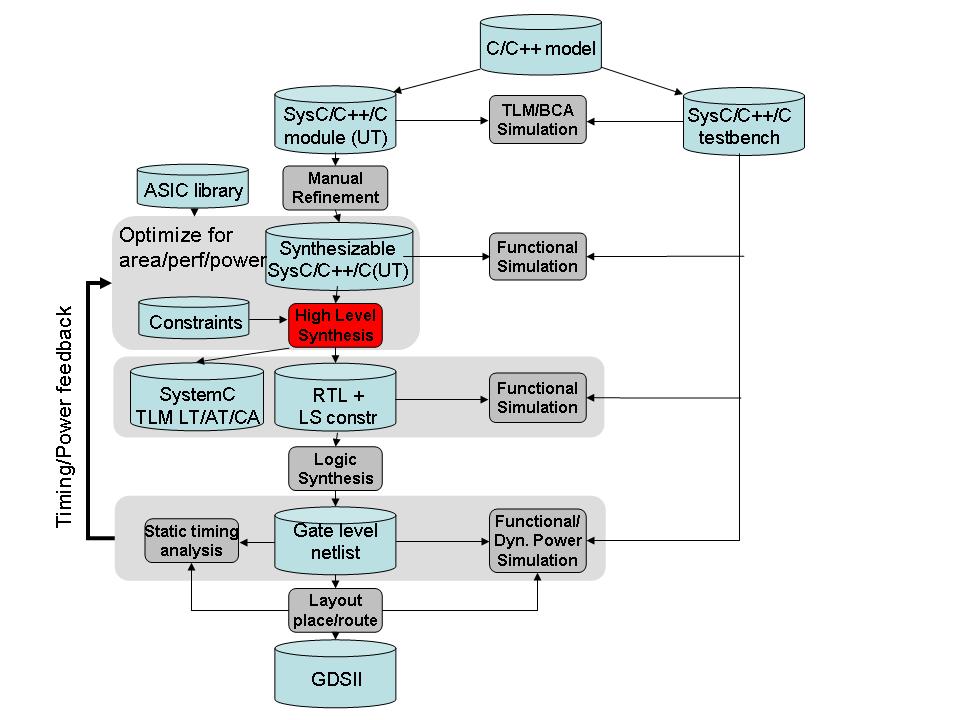 C/C++ model
SysC/C++/C
module (UT)
TLM/BCA
Simulation
SysC/C++/C
testbench
ASIC library
Manual
Refinement
Optimize for
area/perf/power
Synthesizable
SysC/C++/C(UT)
Functional
Simulation
Constraints
High Level
Synthesis
Timing/Power feedback
SystemC
TLM LT/AT/CA
RTL +
LS constr
Functional
Simulation
Logic
Synthesis
Static timing
analysis
Gate level
netlist
Functional/
Dyn. Power
Simulation
Layout
place/route
GDSII